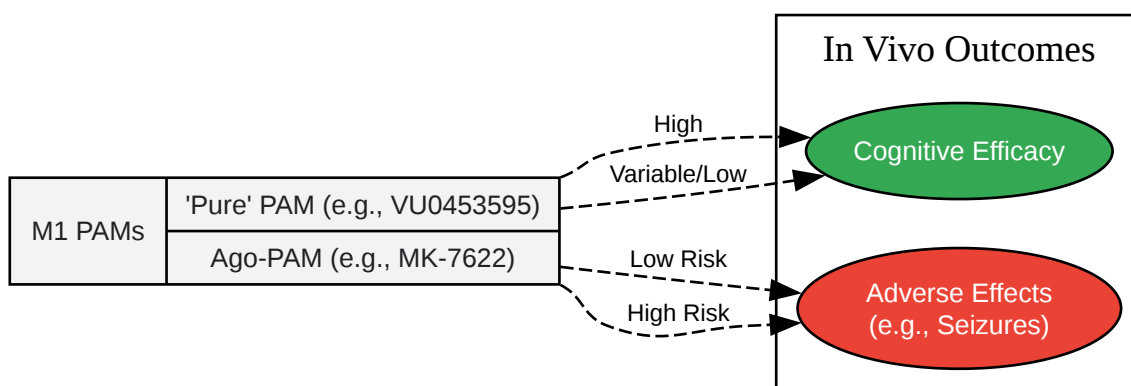 In Vivo Outcomes
High
Cognitive Efficacy
Variable/Low
M1 PAMs
'Pure' PAM (e.g., VU0453595)
Ago-PAM (e.g., MK-7622)
Low Risk
High Risk
Adverse Effects
(e.g., Seizures)